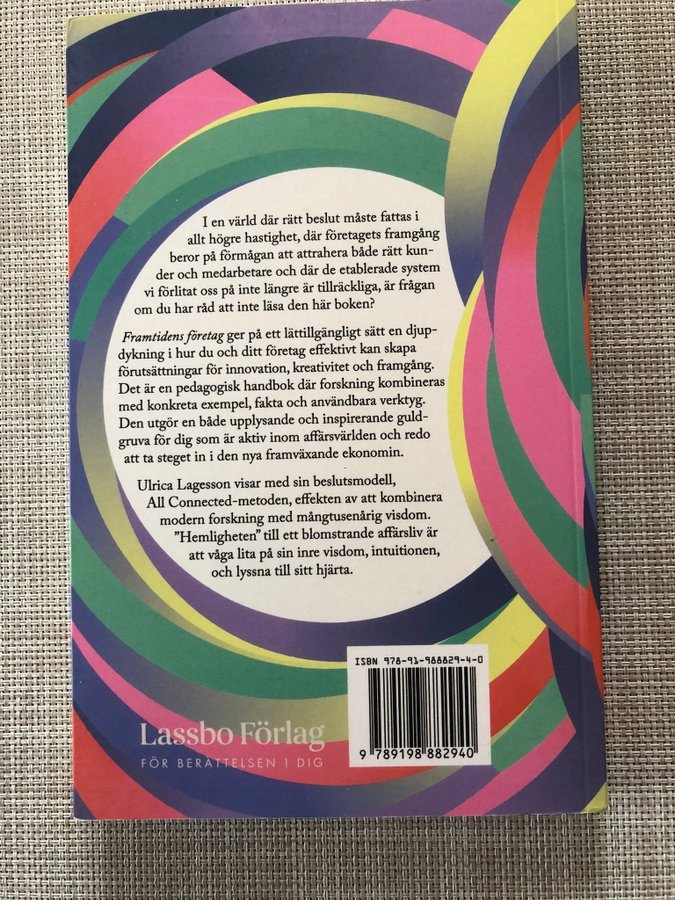 I en värld där rätt beslut måste fattas i
allt högre hastighet, där företagets framgång
beror på förmågan att attrahera både rätt kun-
der och medarbetare och där de etablerade system
vi förlitat oss på inte längre är tillräckliga, är frågan
om du har råd att inte läsa den här boken?
Framtidens företag ger på ett lättillgängligt sätt en djup-
dykning i hur du och ditt företag effektivt kan skapa
förutsättningar för innovation, kreativitet och framgång.
Det är en pedagogisk handbok där forskning kombineras
med konkreta exempel, fakta och användbara verktyg.
Den utgör en både upplysande och inspirerande guld-
gruva för dig som är aktiv inom affärsvärlden och redo
att ta steget in i den nya framväxande ekonomin.
Ulrica Lagesson visar med sin beslutsmodell,
All Connected-metoden, effekten av att kombinera
modern forskning med mångtusenårig visdom.
”Hemligheten” till ett blomstrande affärsliv är
att våga lita på sin inre visdom, intuitionen,
och lyssna till sitt hjärta.
ISBN 978-91-988829-4-0
9 789198 882940
Lassbo Förlag
FÖR BERÄTTELSEN I DIG